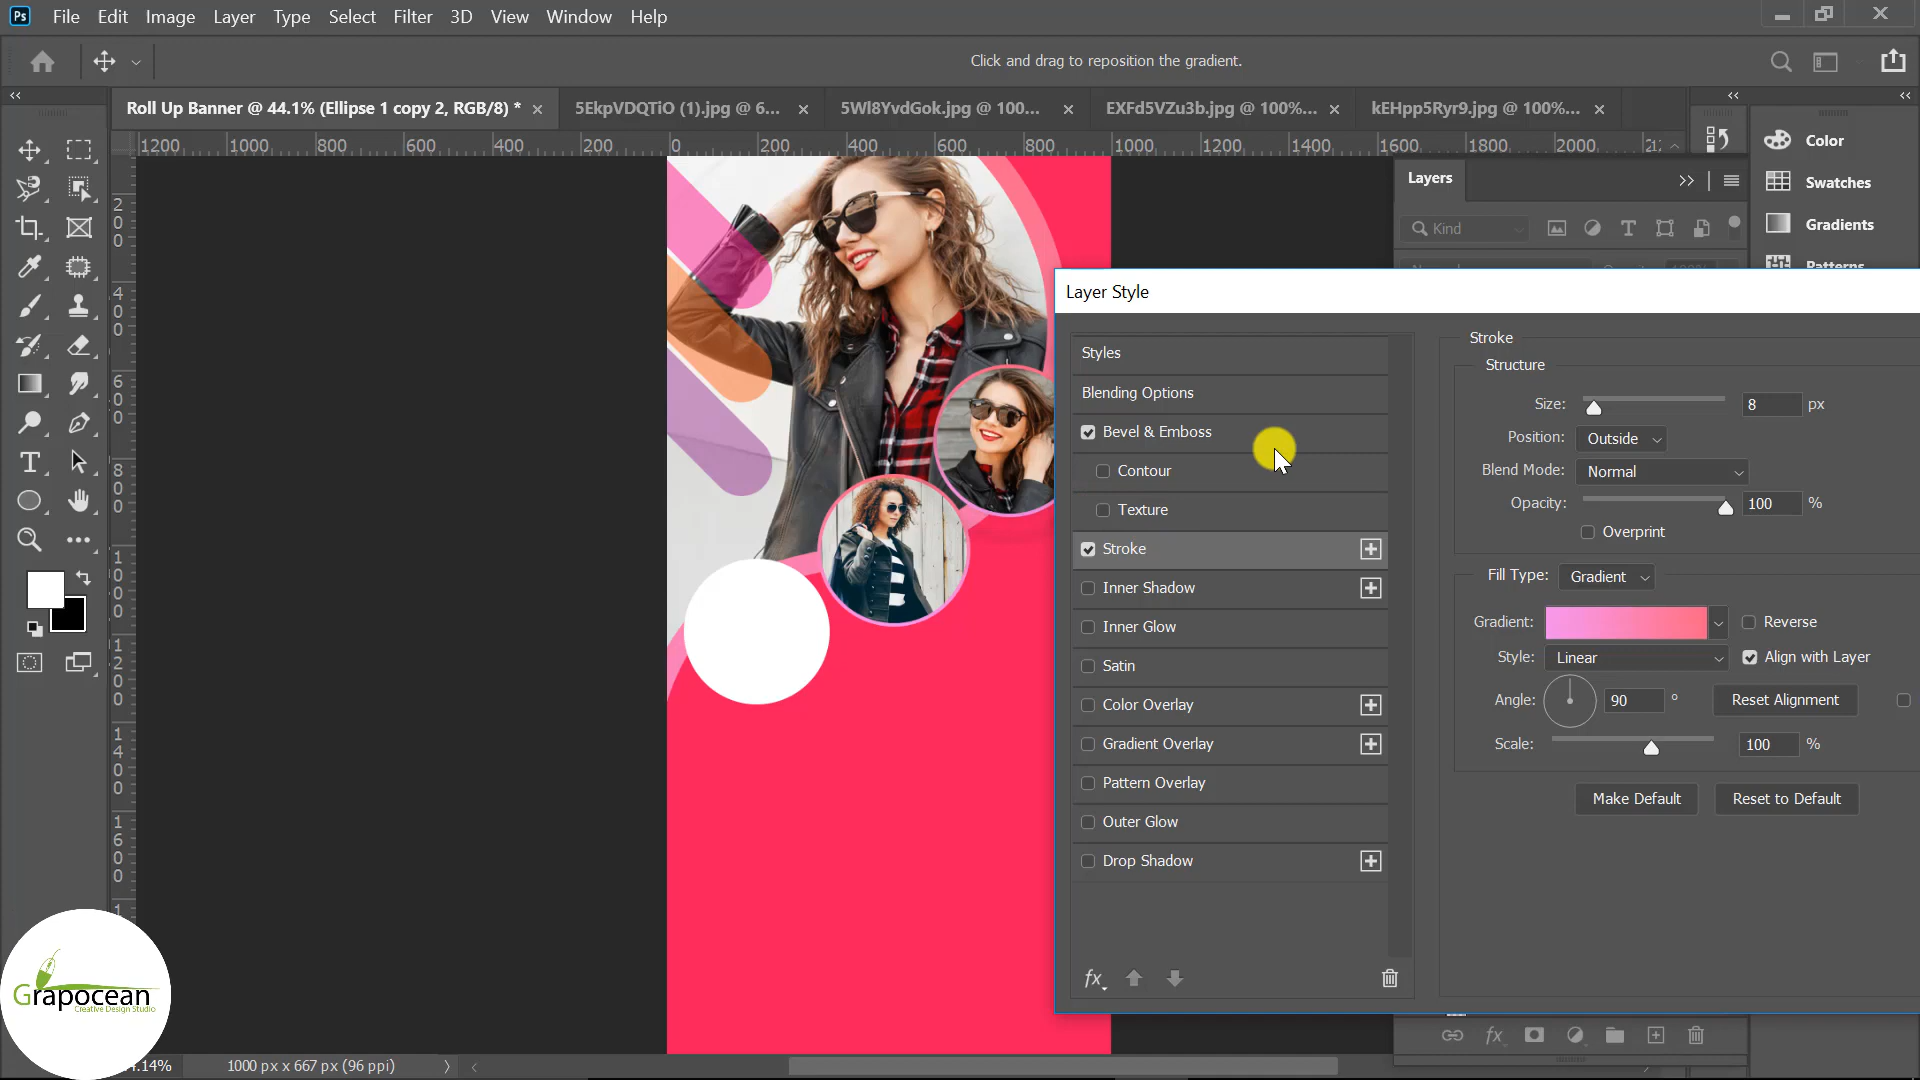 Ps File Edit Image Layer Type Select Filter 3D View Window Help
Click and drag to reposition the gradient.
Roll Up Banner @ 44.1% (Ellipse 1 copy 2, RGB/8) * 5EkpVDQTiO (1).jpg @ 6... 5Wl8YvdGok.jpg @ 100... EXFd5VZu3b.jpg @ 100%... kEHpp5Ryr9.jpg @ 100%...
1200 1000 800 600 400 200 0 200 400 600 800 1000 1200 1400 1600 1800 2000
200
400
600
800
1000
1200
1400
1600
Layers
Kind
Color
Swatches
Gradients
Patterns
Layer Style
Styles
Blending Options
Bevel & Emboss
Contour
Texture
Stroke
Inner Shadow
Inner Glow
Satin
Color Overlay
Gradient Overlay
Pattern Overlay
Outer Glow
Drop Shadow
fx
Stroke
Structure
Size: 8 px
Position: Outside
Blend Mode: Normal
Opacity: 100 %
Overprint
Fill Type: Gradient
Gradient: Reverse
Style: Linear Align with Layer
Angle: 90 ° Reset Alignment
Scale: 100 %
Make Default Reset to Default
fx
Grapocean
Creative Design Studio
.14% 1000 px x 667 px (96 ppi)